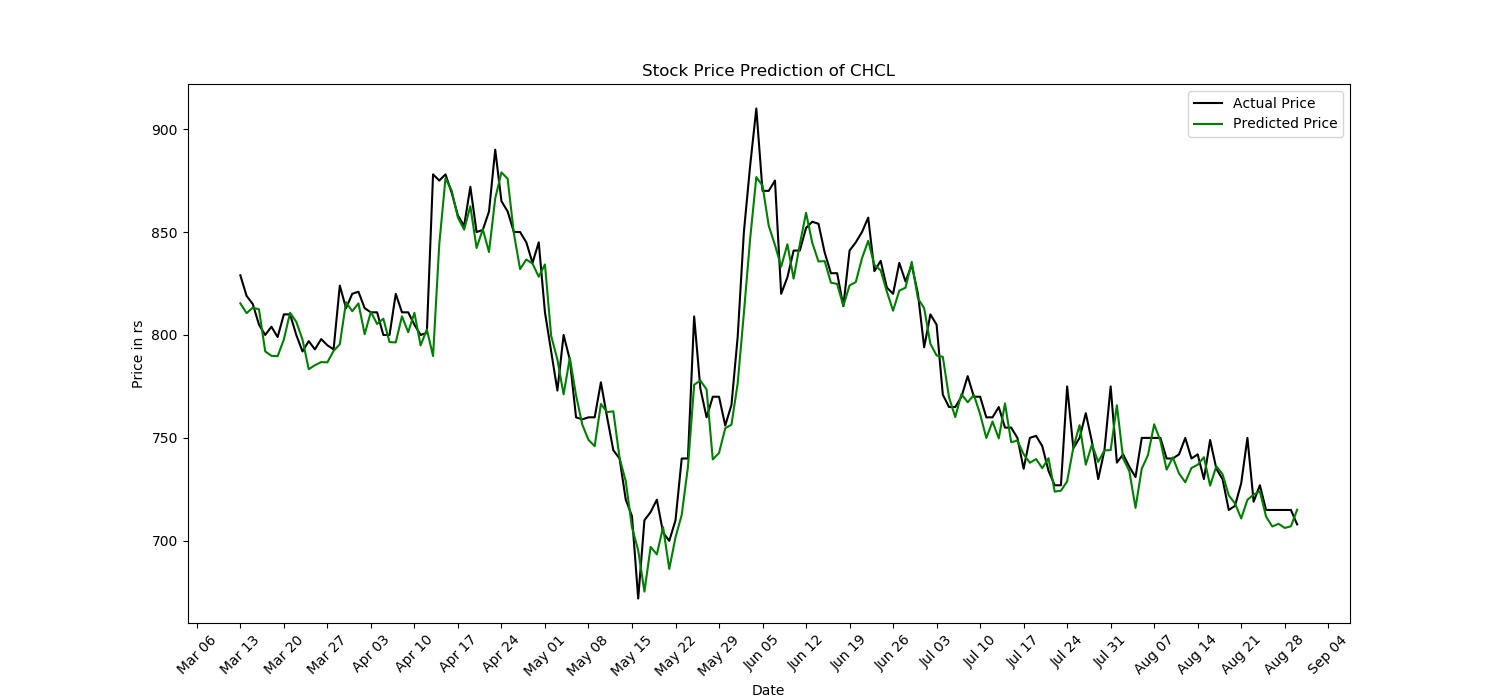 Stock Price Prediction of CHCL
Actual Price
Predicted Price
900
850
800
750
700
Price in rs
Mar 06
Mar 13
Mar 20
Mar 27
Apr 03
Apr 10
Apr 17
Apr 24
May 01
May 08
May 15
May 22
May 29
Jun 05
Jun 12
Jun 19
Jun 26
Jul 03
Jul 10
Jul 17
Jul 24
Jul 31
Aug 07
Aug 14
Aug 21
Aug 28
Sep 04
Date